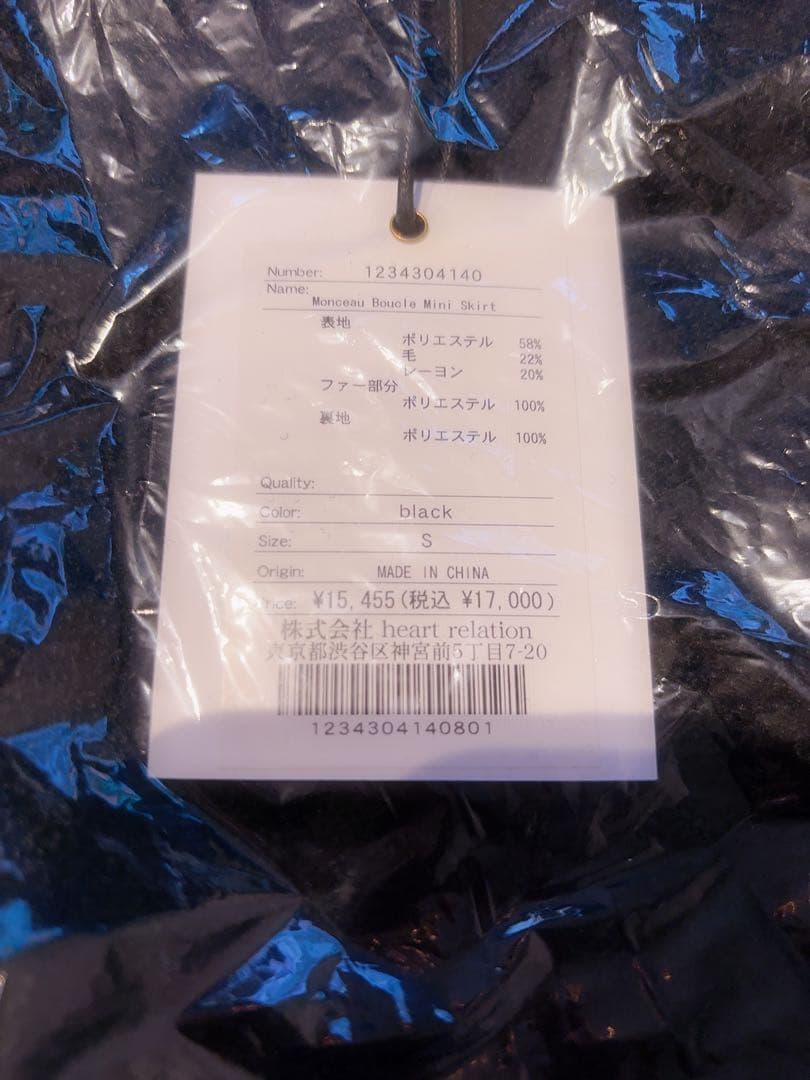 Number: 1234304140
Name:
Monceau Boucle Mini Skirt
表地
ポリエステル 58%
毛 22%
レーヨン 20%
ファー部分
ポリエステル 100%
裏地
ポリエステル 100%
Quality:
Color: black
Size: S
Origin: MADE IN CHINA
Price: ¥15,455(税込 ¥17,000)
株式会社 heart relation
東京都渋谷区神宮前5丁目7-20
1234304140801